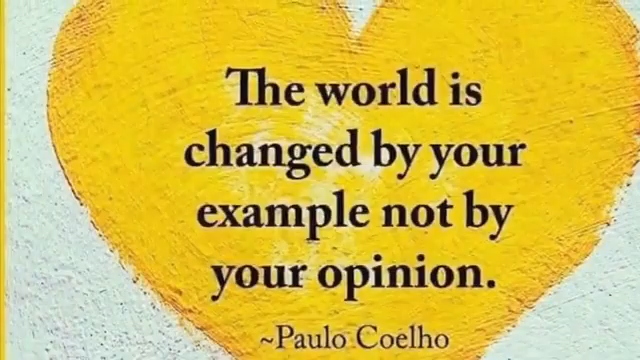 The world is
changed by your
example not by
your opinion.
~Paulo Coelho